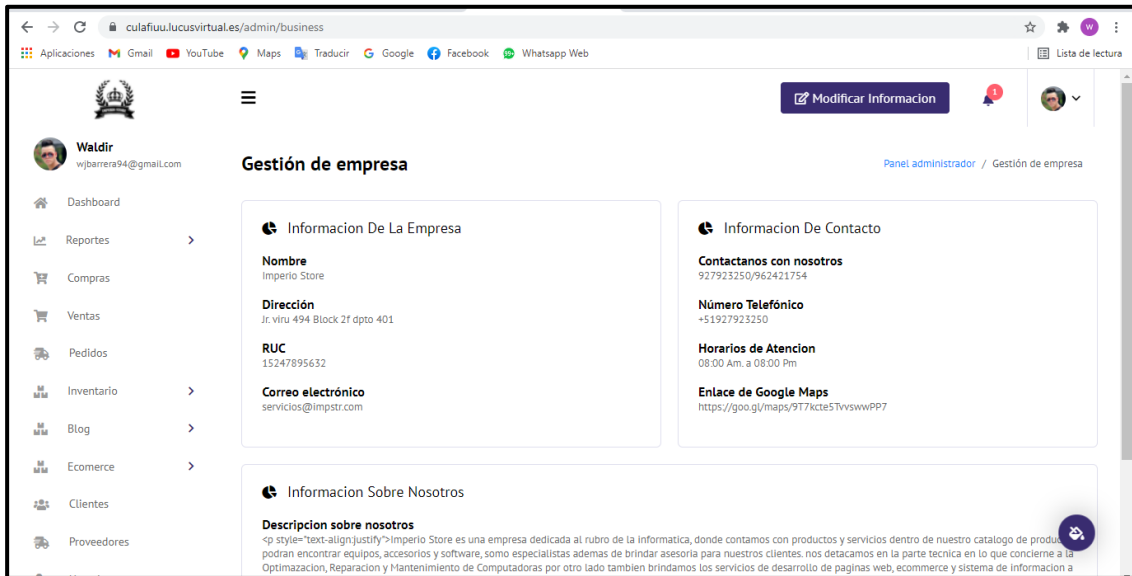 culafiuu.lucusvirtual.es/admin/business
W
Aplicaciones Gmail YouTube Maps Traducir Google Facebook Whatsapp Web Lista de lectura
Modificar Informacion 1
Waldir
wjbarrera94@gmail.com
Gestión de empresa
Panel administrador / Gestión de empresa
Dashboard
Reportes
Compras
Ventas
Pedidos
Inventario
Blog
Ecomerce
Clientes
Proveedores
Informacion De La Empresa
Nombre
Imperio Store
Dirección
Jr. viru 494 Block 2f dpto 401
RUC
15247895632
Correo electrónico
servicios@impstr.com
Informacion De Contacto
Contactanos con nosotros
927923250/962421754
Número Telefónico
+51927923250
Horarios de Atencion
08:00 Am. a 08:00 Pm
Enlace de Google Maps
https://goo.gl/maps/9T7kcte5TvvswwPP7
Informacion Sobre Nosotros
Descripcion sobre nosotros
<p style="text-align:justify">Imperio Store es una empresa dedicada al rubro de la informatica, donde contamos con productos y servicios dentro de nuestro catalogo de produc
podran encontrar equipos, accesorios y software, somo especialistas ademas de brindar asesoria para nuestros clientes. nos detacamos en la parte tecnica en lo que concierne a la
Optimazacion, Reparacion y Mantenimiento de Computadoras por otro lado tambien brindamos los servicios de desarrollo de paginas web, ecommerce y sistema de informacion a